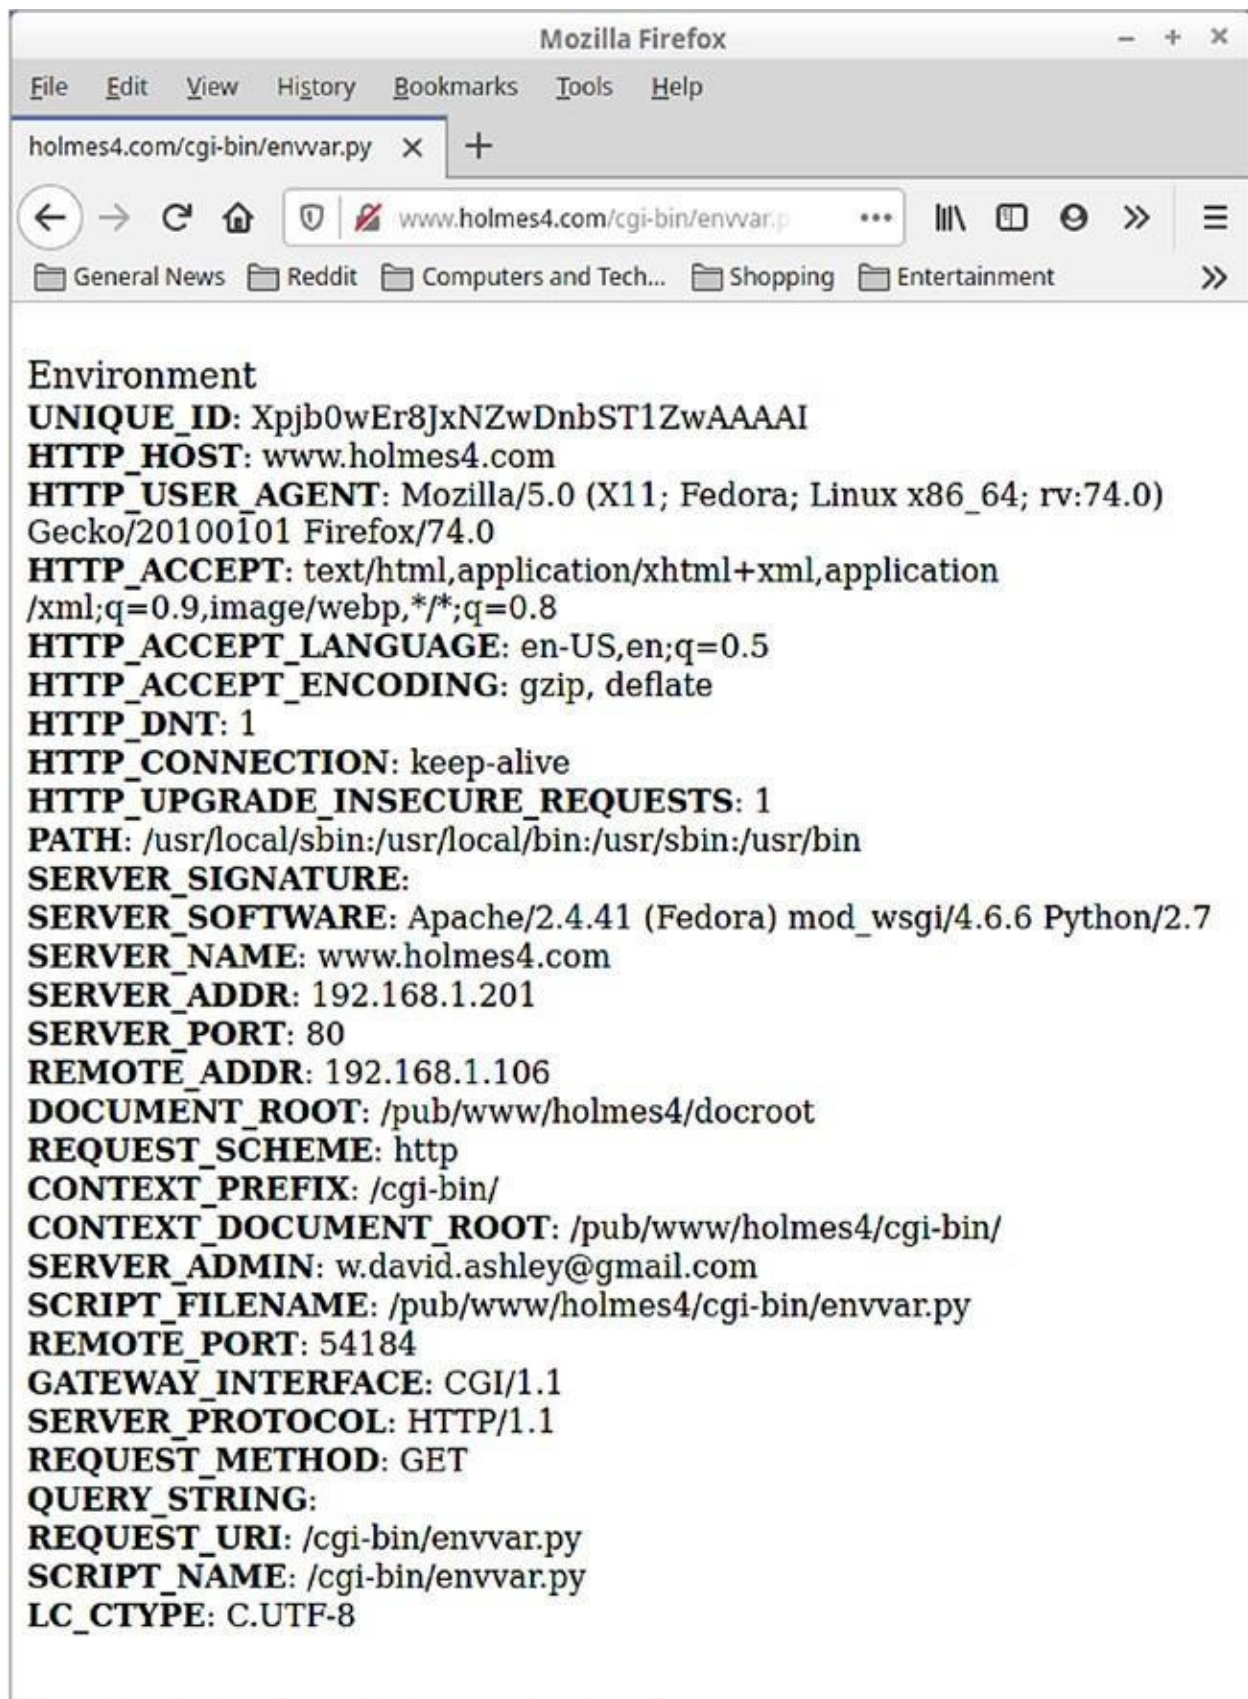 Mozilla Firefox
File Edit View History Bookmarks Tools Help
holmes4.com/cgi-bin/envvar.py
www.holmes4.com/cgi-bin/envvar.p
General News Reddit Computers and Tech... Shopping Entertainment
Environment
UNIQUE_ID: Xpjb0wEr8JxNZwDnbST1ZwAAAAI
HTTP_HOST: www.holmes4.com
HTTP_USER_AGENT: Mozilla/5.0 (X11; Fedora; Linux x86_64; rv:74.0)
Gecko/20100101 Firefox/74.0
HTTP_ACCEPT: text/html,application/xhtml+xml,application
/xml;q=0.9,image/webp,*/*;q=0.8
HTTP_ACCEPT_LANGUAGE: en-US,en;q=0.5
HTTP_ACCEPT_ENCODING: gzip, deflate
HTTP_DNT: 1
HTTP_CONNECTION: keep-alive
HTTP_UPGRADE_INSECURE_REQUESTS: 1
PATH: /usr/local/sbin:/usr/local/bin:/usr/sbin:/usr/bin
SERVER_SIGNATURE:
SERVER_SOFTWARE: Apache/2.4.41 (Fedora) mod_wsgi/4.6.6 Python/2.7
SERVER_NAME: www.holmes4.com
SERVER_ADDR: 192.168.1.201
SERVER_PORT: 80
REMOTE_ADDR: 192.168.1.106
DOCUMENT_ROOT: /pub/www/holmes4/docroot
REQUEST_SCHEME: http
CONTEXT_PREFIX: /cgi-bin/
CONTEXT_DOCUMENT_ROOT: /pub/www/holmes4/cgi-bin/
SERVER_ADMIN: w.david.ashley@gmail.com
SCRIPT_FILENAME: /pub/www/holmes4/cgi-bin/envvar.py
REMOTE_PORT: 54184
GATEWAY_INTERFACE: CGI/1.1
SERVER_PROTOCOL: HTTP/1.1
REQUEST_METHOD: GET
QUERY_STRING:
REQUEST_URI: /cgi-bin/envvar.py
SCRIPT_NAME: /cgi-bin/envvar.py
LC_CTYPE: C.UTF-8